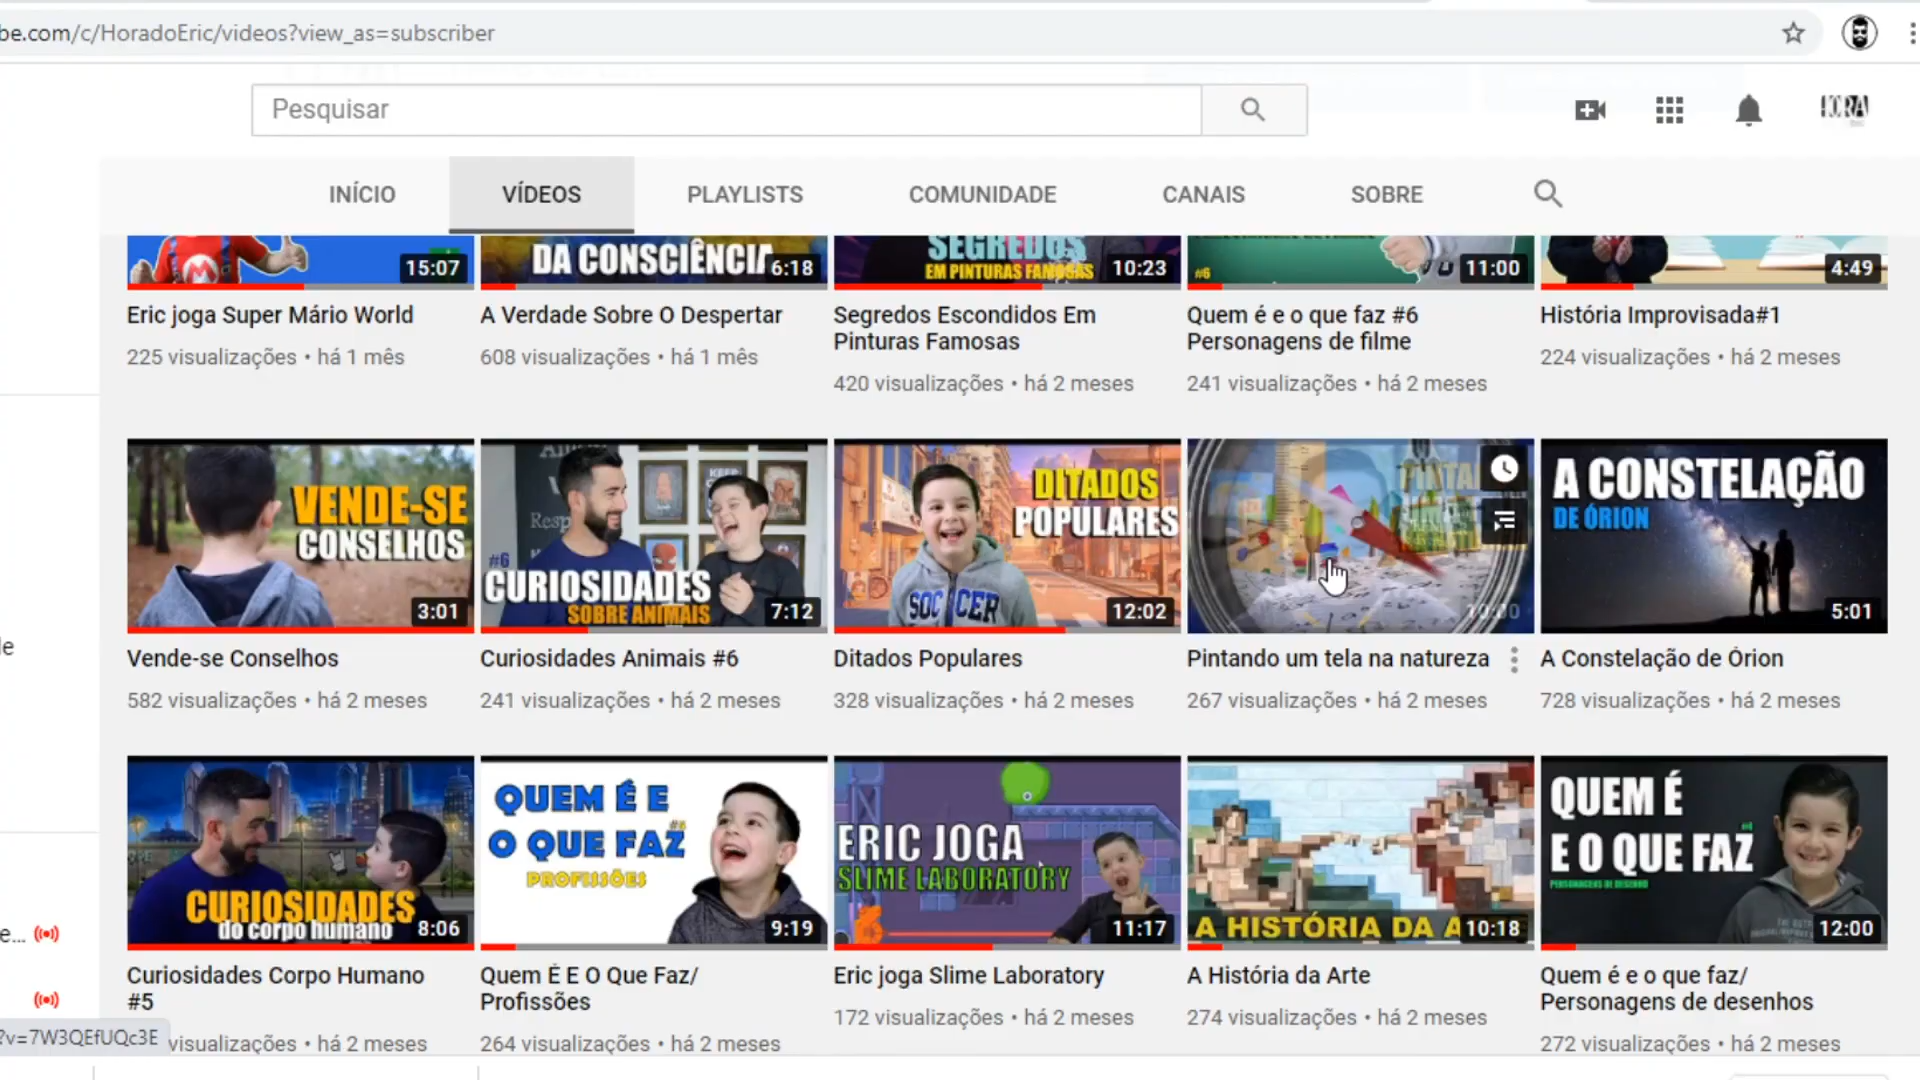 be.com/c/HoradoEric/videos?view_as=subscriber
Pesquisar
HORA
INÍCIO VÍDEOS PLAYLISTS COMUNIDADE CANAIS SOBRE
15:07
DA CONSCIÊNCIA 6:18
SEGREDOS
EM PINTURAS FAMOSAS 10:23
#6 11:00
4:49
Eric joga Super Mário World
225 visualizações • há 1 mês
A Verdade Sobre O Despertar
608 visualizações • há 1 mês
Segredos Escondidos Em
Pinturas Famosas
420 visualizações • há 2 meses
Quem é e o que faz #6
Personagens de filme
241 visualizações • há 2 meses
História Improvisada#1
224 visualizações • há 2 meses
VENDE-SE
CONSELHOS
3:01
#6
CURIOSIDADES
SOBRE ANIMAIS
7:12
DITADOS
POPULARES
SOCCER
12:02
A CONSTELAÇÃO
DE ÓRION
5:01
Vende-se Conselhos
582 visualizações • há 2 meses
Curiosidades Animais #6
241 visualizações • há 2 meses
Ditados Populares
328 visualizações • há 2 meses
Pintando um tela na natureza
267 visualizações • há 2 meses
A Constelação de Órion
728 visualizações • há 2 meses
CURIOSIDADES
do corpo humano
8:06
QUEM É E
O QUE FAZ
PROFISSÕES
9:19
ERIC JOGA
SLIME LABORATORY
11:17
A HISTÓRIA DA A
10:18
QUEM É
E O QUE FAZ
PERSONAGENS DE DESENHOS
12:00
Curiosidades Corpo Humano
#5
visualizações • há 2 meses
Quem É E O Que Faz/
Profissões
264 visualizações • há 2 meses
Eric joga Slime Laboratory
172 visualizações • há 2 meses
A História da Arte
274 visualizações • há 2 meses
Quem é e o que faz/
Personagens de desenhos
272 visualizações • há 2 meses
e...
?v=7W3QEfUQc3E